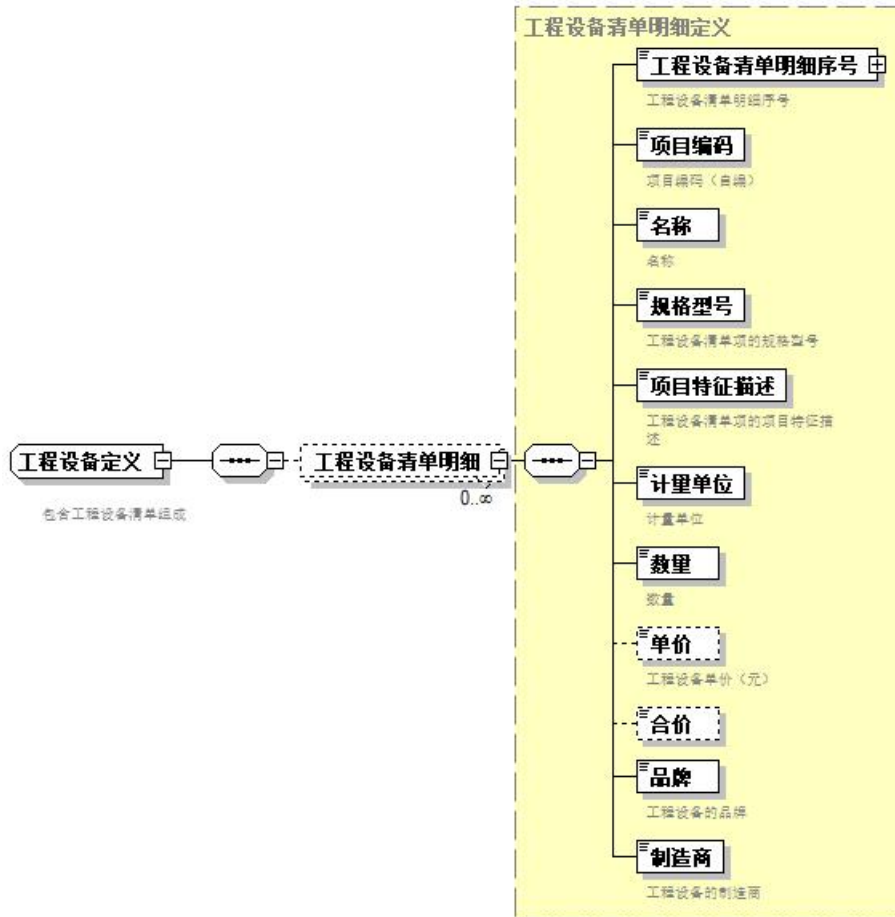 工程设备清单明细定义
工程设备清单明细序号
工程设备清单明细序号
项目编码
项目编码（自编）
名称
名称
规格型号
工程设备清单项的规格型号
项目特征描述
工程设备清单项的项目特征描
述
工程设备定义
包含工程设备清单组成
工程设备清单明细
0..∞
计量单位
计量单位
数量
数量
单价
工程设备单价（元）
合价
品牌
工程设备的品牌
制造商
工程设备的制造商